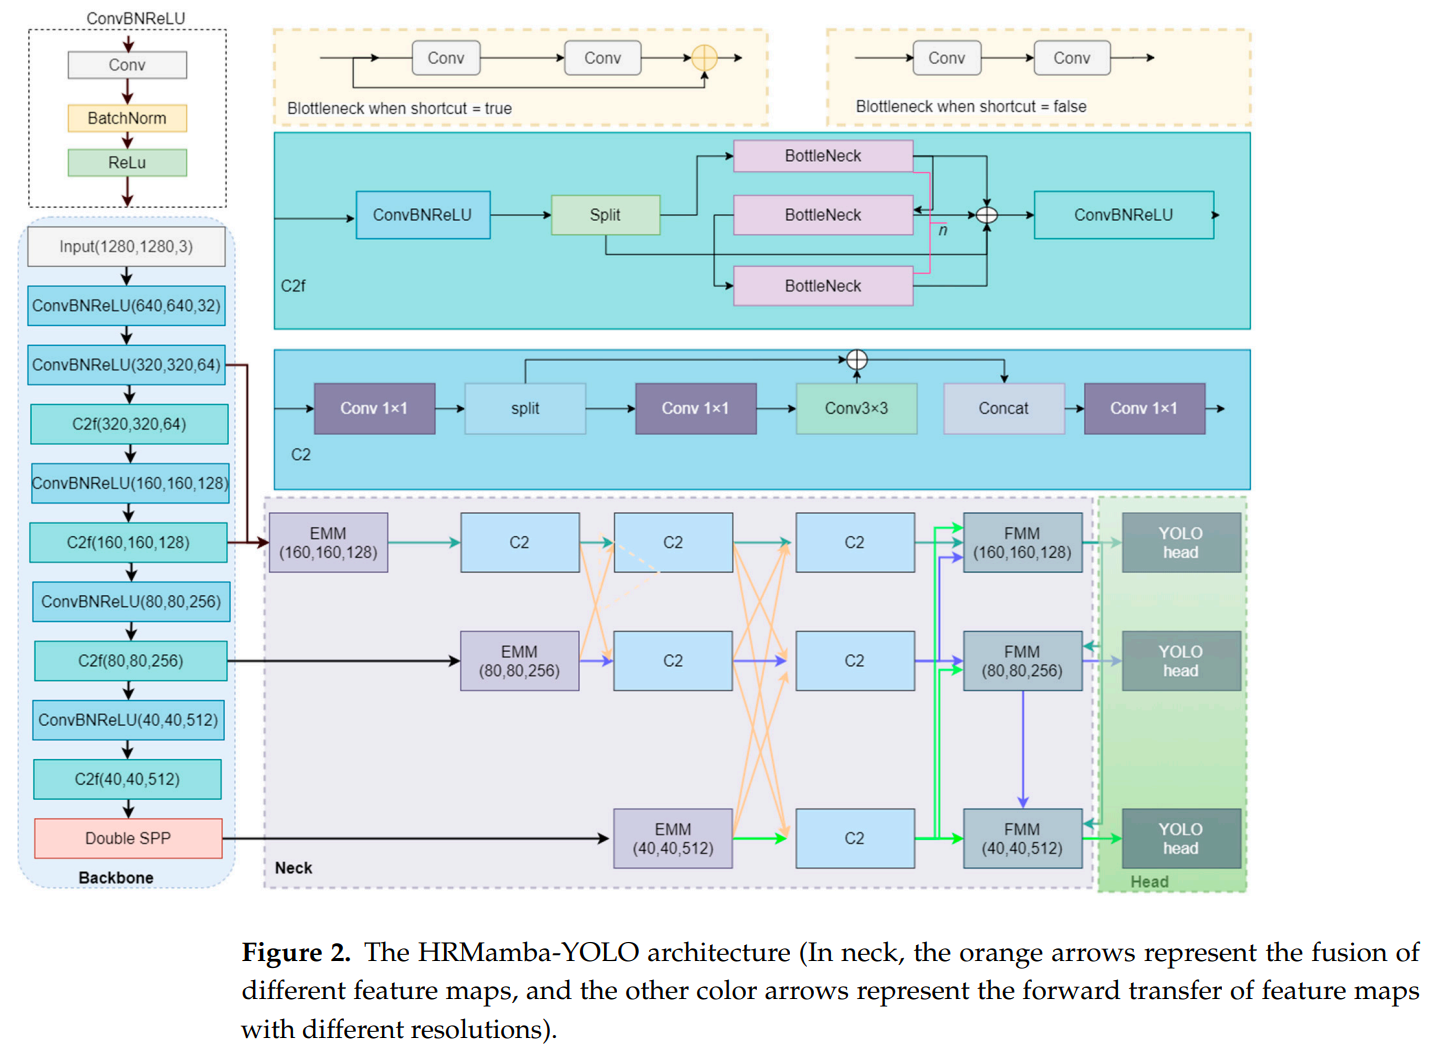 ConvBNReLU
Conv
BatchNorm
ReLu
Conv
Conv
Blottleneck when shortcut = true
Conv
Conv
Blottleneck when shortcut = false
ConvBNReLU
Split
BottleNeck
BottleNeck
BottleNeck
n
ConvBNReLU
C2f
Conv 1×1
split
Conv 1×1
Conv3×3
Concat
Conv 1×1
C2
Input(1280,1280,3)
ConvBNReLU(640,640,32)
ConvBNReLU(320,320,64)
C2f(320,320,64)
ConvBNReLU(160,160,128)
C2f(160,160,128)
ConvBNReLU(80,80,256)
C2f(80,80,256)
ConvBNReLU(40,40,512)
C2f(40,40,512)
Double SPP
Backbone
EMM
(160,160,128)
C2
C2
C2
FMM
(160,160,128)
YOLO
head
EMM
(80,80,256)
C2
C2
FMM
(80,80,256)
YOLO
head
EMM
(40,40,512)
C2
FMM
(40,40,512)
YOLO
head
Neck
Head
Figure 2. The HRMamba-YOLO architecture (In neck, the orange arrows represent the fusion of
different feature maps, and the other color arrows represent the forward transfer of feature maps
with different resolutions).